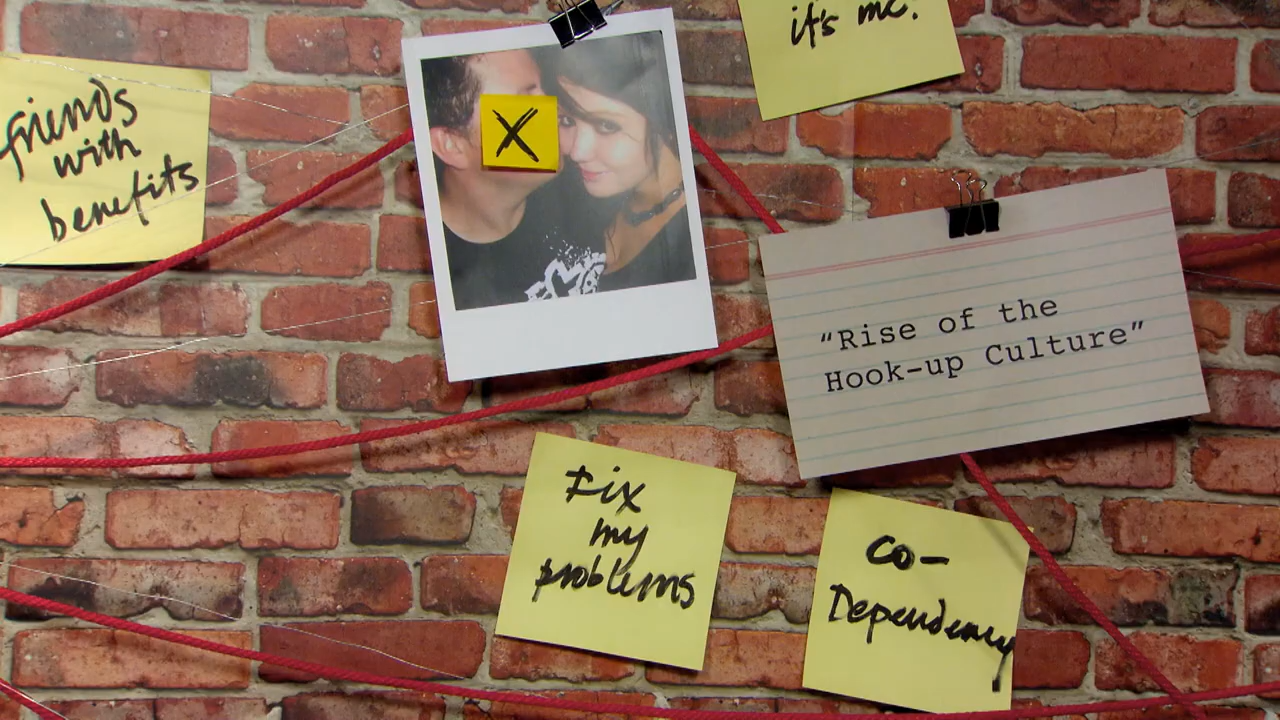 it's me.
friends
with
benefits
X
"Rise of the
Hook-up Culture"
Fix
my
problems
Co-
Dependency